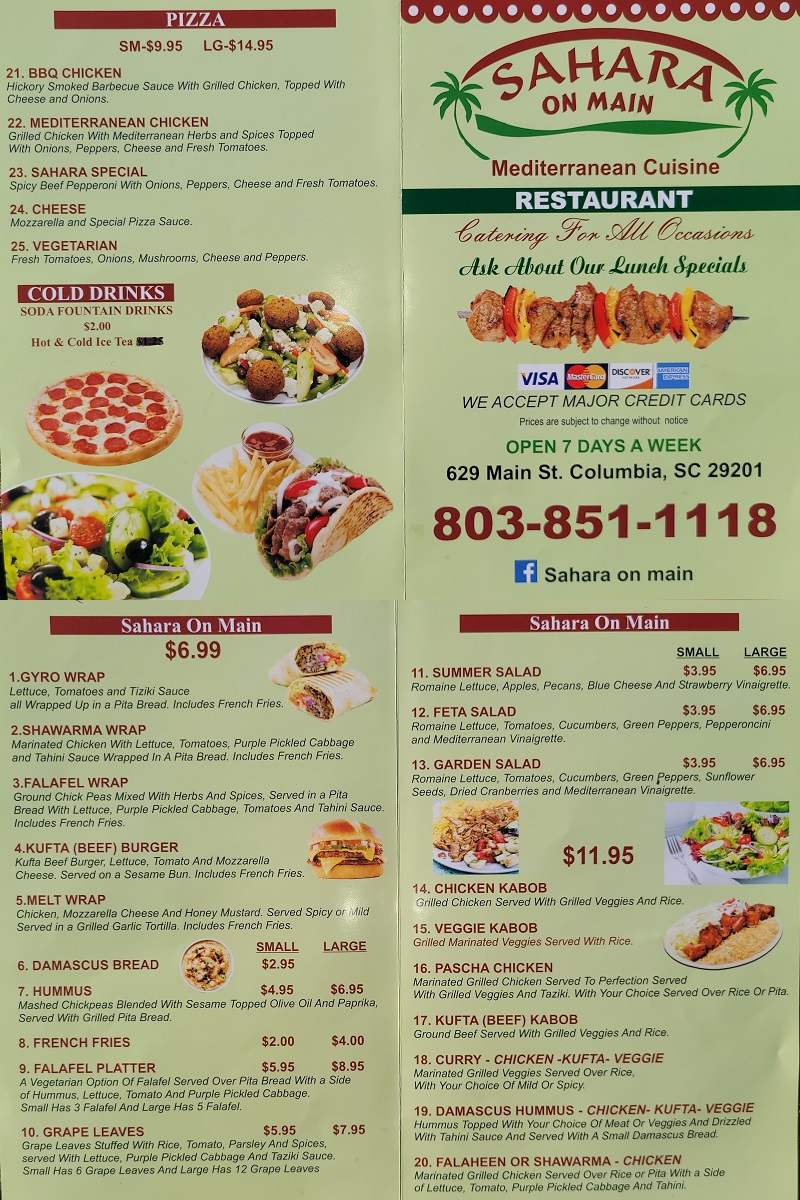 PIZZA
SM-$9.95 LG-$14.95
21. BBQ CHICKEN
Hickory Smoked Barbecue Sauce With Grilled Chicken, Topped With
Cheese and Onions.
22. MEDITERRANEAN CHICKEN
Grilled Chicken With Mediterranean Herbs and Spices Topped
With Onions, Peppers, Cheese and Fresh Tomatoes.
23. SAHARA SPECIAL
Spicy Beef Pepperoni With Onions, Peppers, Cheese and Fresh Tomatoes.
24. CHEESE
Mozzarella and Special Pizza Sauce.
25. VEGETARIAN
Fresh Tomatoes, Onions, Mushrooms, Cheese and Peppers.
COLD DRINKS
SODA FOUNTAIN DRINKS
$2.00
Hot & Cold Ice Tea
SAHARA
ON MAIN
Mediterranean Cuisine
RESTAURANT
Catering For All Occasions
Ask About Our Lunch Specials
VISA MasterCard DISCOVER NETWORK AMERICAN EXPRESS
WE ACCEPT MAJOR CREDIT CARDS
Prices are subject to change without notice
OPEN 7 DAYS A WEEK
629 Main St. Columbia, SC 29201
803-851-1118
f Sahara on main
Sahara On Main
$6.99
1.GYRO WRAP
Lettuce, Tomatoes and Tiziki Sauce
all Wrapped Up in a Pita Bread. Includes French Fries.
2.SHAWARMA WRAP
Marinated Chicken With Lettuce, Tomatoes, Purple Pickled Cabbage
and Tahini Sauce Wrapped In A Pita Bread. Includes French Fries.
3.FALAFEL WRAP
Ground Chick Peas Mixed With Herbs And Spices, Served in a Pita
Bread With Lettuce, Purple Pickled Cabbage, Tomatoes And Tahini Sauce.
Includes French Fries.
4.KUFTA (BEEF) BURGER
Kufta Beef Burger, Lettuce, Tomato And Mozzarella
Cheese. Served on a Sesame Bun. Includes French Fries.
5.MELT WRAP
Chicken, Mozzarella Cheese And Honey Mustard. Served Spicy or Mild
Served in a Grilled Garlic Tortilla. Includes French Fries.
SMALL LARGE
6. DAMASCUS BREAD $2.95
7. HUMMUS $4.95 $6.95
Mashed Chickpeas Blended With Sesame Topped Olive Oil And Paprika,
Served With Grilled Pita Bread.
8. FRENCH FRIES $2.00 $4.00
9. FALAFEL PLATTER $5.95 $8.95
A Vegetarian Option Of Falafel Served Over Pita Bread With a Side
of Hummus, Lettuce, Tomato And Purple Pickled Cabbage.
Small Has 3 Falafel And Large Has 5 Falafel.
10. GRAPE LEAVES $5.95 $7.95
Grape Leaves Stuffed With Rice, Tomato, Parsley And Spices,
served With Lettuce, Purple Pickled Cabbage And Taziki Sauce.
Small Has 6 Grape Leaves And Large Has 12 Grape Leaves
Sahara On Main
SMALL LARGE
11. SUMMER SALAD $3.95 $6.95
Romaine Lettuce, Apples, Pecans, Blue Cheese And Strawberry Vinaigrette.
12. FETA SALAD $3.95 $6.95
Romaine Lettuce, Tomatoes, Cucumbers, Green Peppers, Pepperoncini
and Mediterranean Vinaigrette.
13. GARDEN SALAD $3.95 $6.95
Romaine Lettuce, Tomatoes, Cucumbers, Green Peppers, Sunflower
Seeds, Dried Cranberries and Mediterranean Vinaigrette.
$11.95
14. CHICKEN KABOB
Grilled Chicken Served With Grilled Veggies And Rice.
15. VEGGIE KABOB
Grilled Marinated Veggies Served With Rice.
16. PASCHA CHICKEN
Marinated Grilled Chicken Served To Perfection Served
With Grilled Veggies And Taziki. With Your Choice Served Over Rice Or Pita.
17. KUFTA (BEEF) KABOB
Ground Beef Served With Grilled Veggies And Rice.
18. CURRY - CHICKEN -KUFTA- VEGGIE
Marinated Grilled Veggies Served Over Rice,
With Your Choice Of Mild Or Spicy.
19. DAMASCUS HUMMUS - CHICKEN- KUFTA- VEGGIE
Hummus Topped With Your Choice Of Meat Or Veggies And Drizzled
With Tahini Sauce And Served With A Small Damascus Bread.
20. FALAHEEN OR SHAWARMA - CHICKEN
Marinated Grilled Chicken Served Over Rice or Pita With a Side
of Lettuce, Tomato, Purple Pickled Cabbage And Tahini.